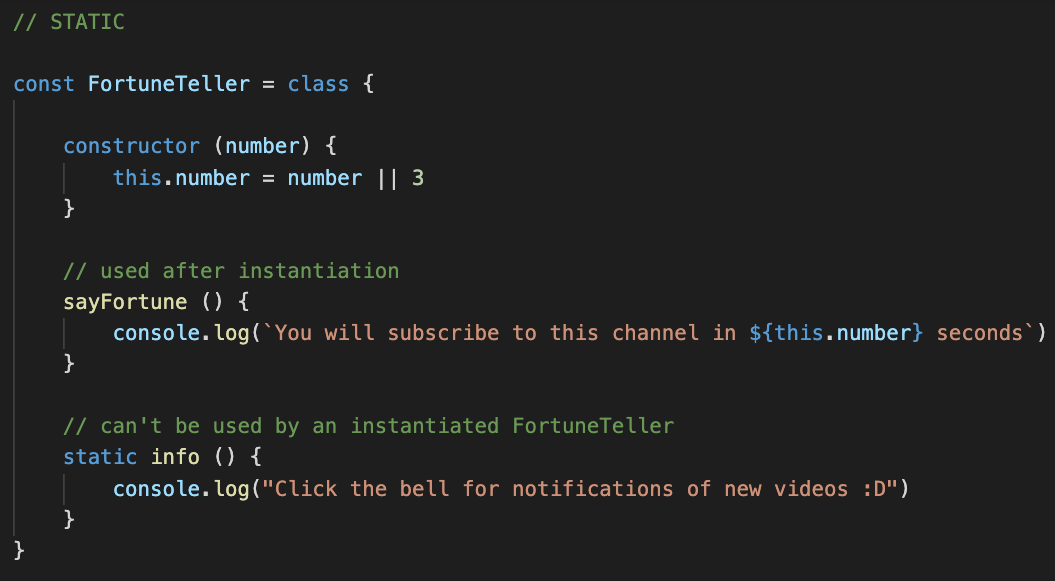 // STATIC
const FortuneTeller = class {
constructor (number) {
this.number = number || 3
}
// used after instantiation
sayFortune () {
console.log(`You will subscribe to this channel in ${this.number} seconds`)
}
// can't be used by an instantiated FortuneTeller
static info () {
console.log("Click the bell for notifications of new videos :D")
}
}